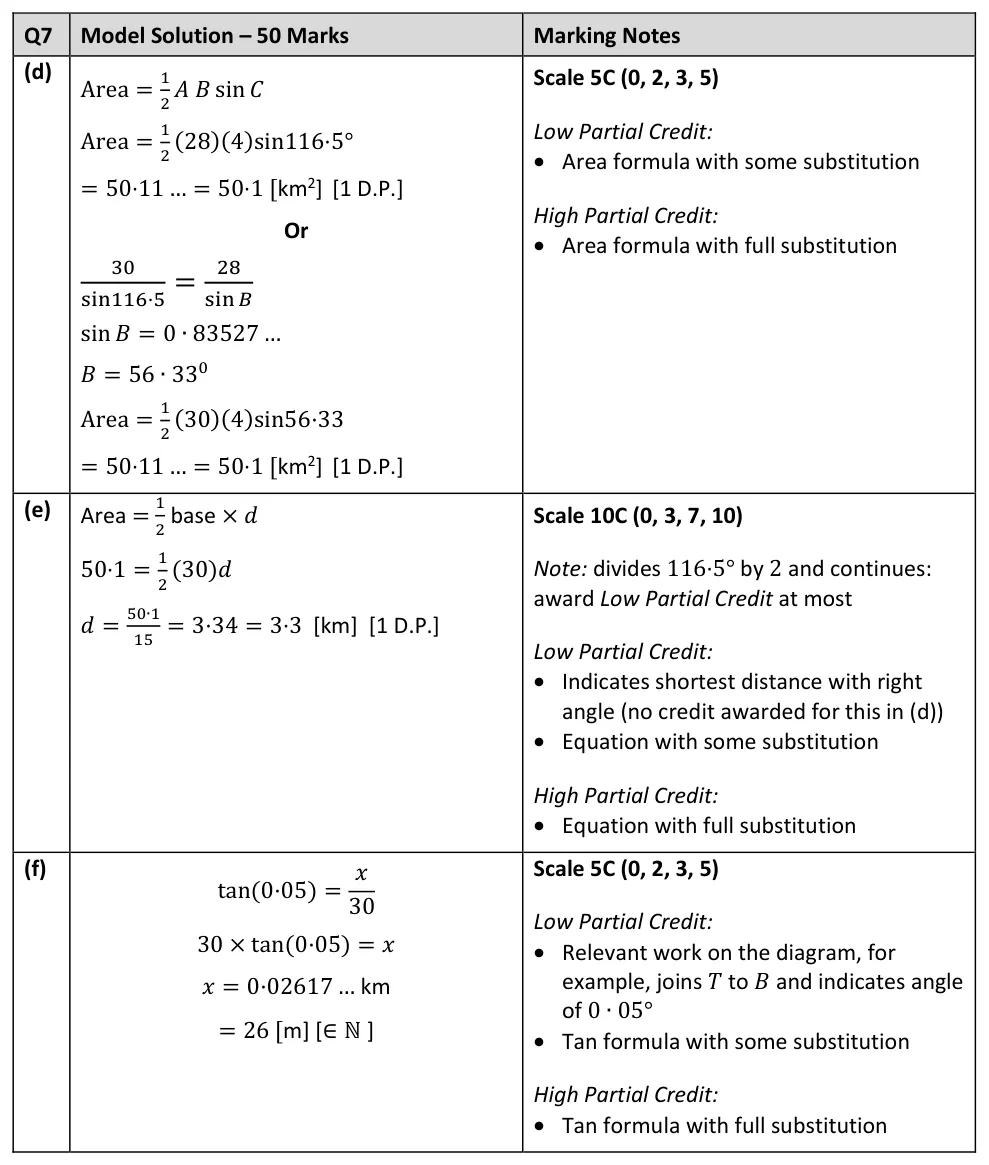 Q7 Model Solution – 50 Marks Marking Notes
(d)
Area = 1/2 A B sin C
Area = 1/2 (28)(4)sin116·5°
= 50·11 … = 50·1 [km²] [1 D.P.]
Or
30/sin116·5 = 28/sin B
sin B = 0 · 83527 …
B = 56 · 33⁰
Area = 1/2 (30)(4)sin56·33
= 50·11 … = 50·1 [km²] [1 D.P.]
Scale 5C (0, 2, 3, 5)
Low Partial Credit:
• Area formula with some substitution
High Partial Credit:
• Area formula with full substitution
(e)
Area = 1/2 base × d
50·1 = 1/2 (30)d
d = 50·1/15 = 3·34 = 3·3 [km] [1 D.P.]
Scale 10C (0, 3, 7, 10)
Note: divides 116·5° by 2 and continues:
award Low Partial Credit at most
Low Partial Credit:
• Indicates shortest distance with right
angle (no credit awarded for this in (d))
• Equation with some substitution
High Partial Credit:
• Equation with full substitution
(f)
tan(0·05) = x/30
30 × tan(0·05) = x
x = 0·02617 … km
= 26 [m] [∈ ℕ ]
Scale 5C (0, 2, 3, 5)
Low Partial Credit:
• Relevant work on the diagram, for
example, joins T to B and indicates angle
of 0 · 05°
• Tan formula with some substitution
High Partial Credit:
• Tan formula with full substitution